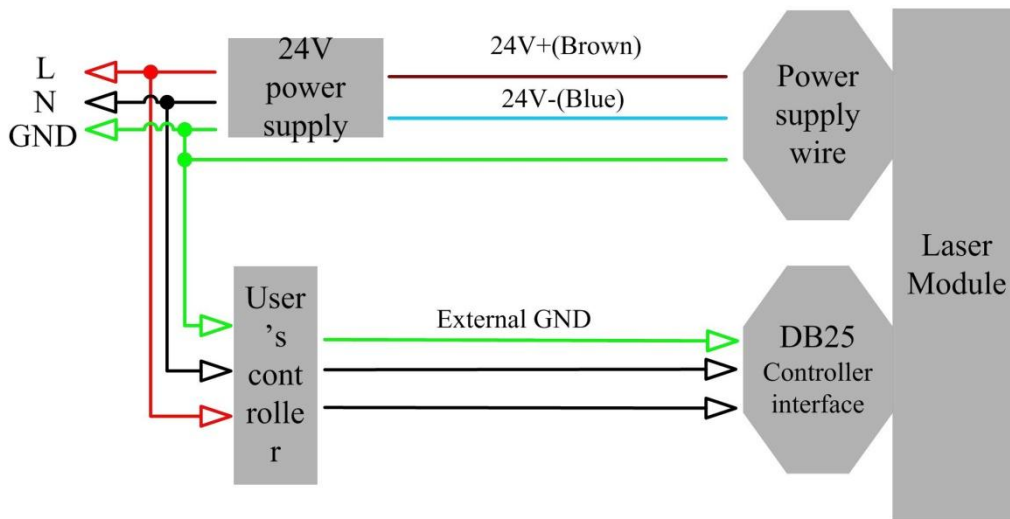 L
N
GND
24V
power
supply
24V+(Brown)
24V-(Blue)
Power
supply
wire
Laser
Module
User
’s
cont
rolle
r
External GND
DB25
Controller
interface